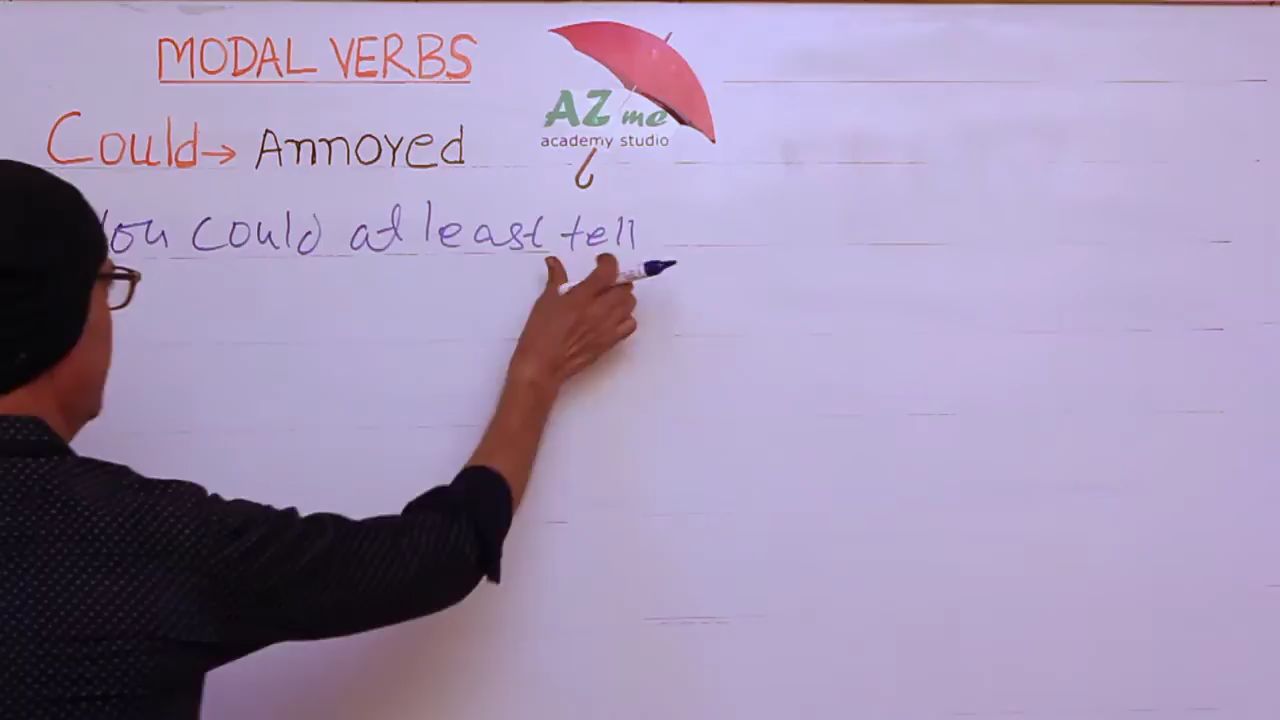 MODAL VERBS
AZ me
academy studio
Could→ Annoyed
You could at least tell